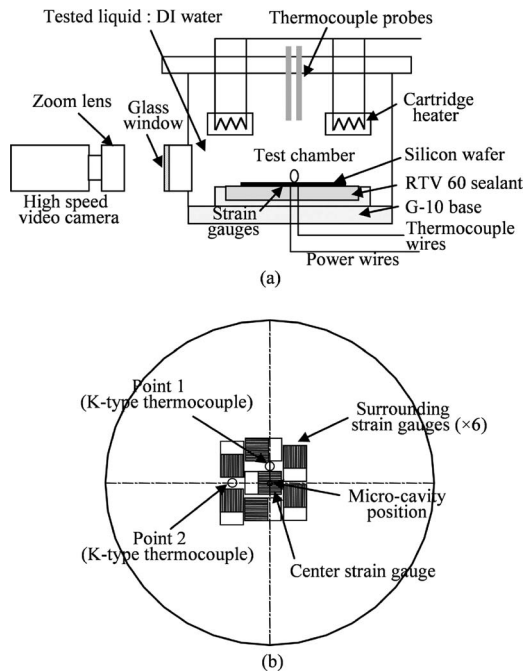 Tested liquid : DI water
Thermocouple probes
Zoom lens
Glass
window
Cartridge
heater
Test chamber
Silicon wafer
RTV 60 sealant
High speed
video camera
Strain
gauges
G-10 base
Thermocouple
wires
Power wires
(a)
Point 1
(K-type thermocouple)
Surrounding
strain gauges (×6)
Micro-cavity
position
Point 2
(K-type thermocouple)
Center strain gauge
(b)